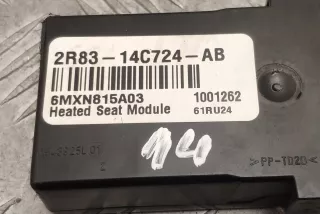 2R83-14C724-AB
6MXN815A03 1001262
Heated Seat Module 61RU24
14
>PP-TD20<